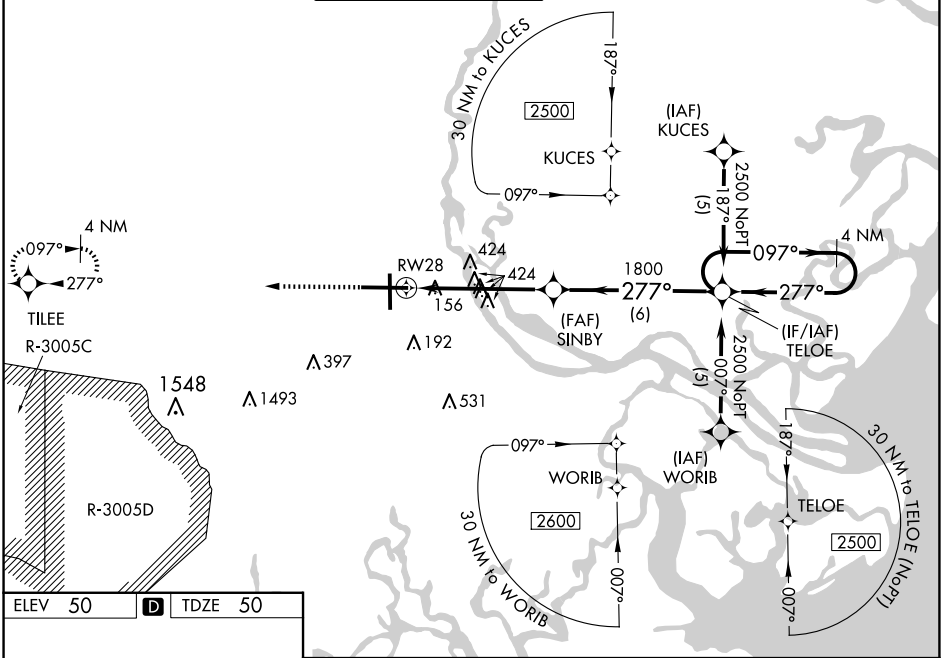 30 NM to KUCES
187°
2500
KUCES
097°
(IAF)
KUCES
2500 NoPT
187°
(5)
097°
4 NM
277°
TILEE
R-3005C
RW28
156
424
424
1800
277°
(6)
(FAF)
SINBY
097°
4 NM
277°
(IF/IAF)
TELOE
192
397
1548
1493
531
2500 NoPT
007°
(5)
(IAF)
WORIB
097°
WORIB
2600
007°
30 NM to WORIB
187°
TELOE
2500
007°
30 NM to TELOE (NoPT)
R-3005D
ELEV 50
D
TDZE 50